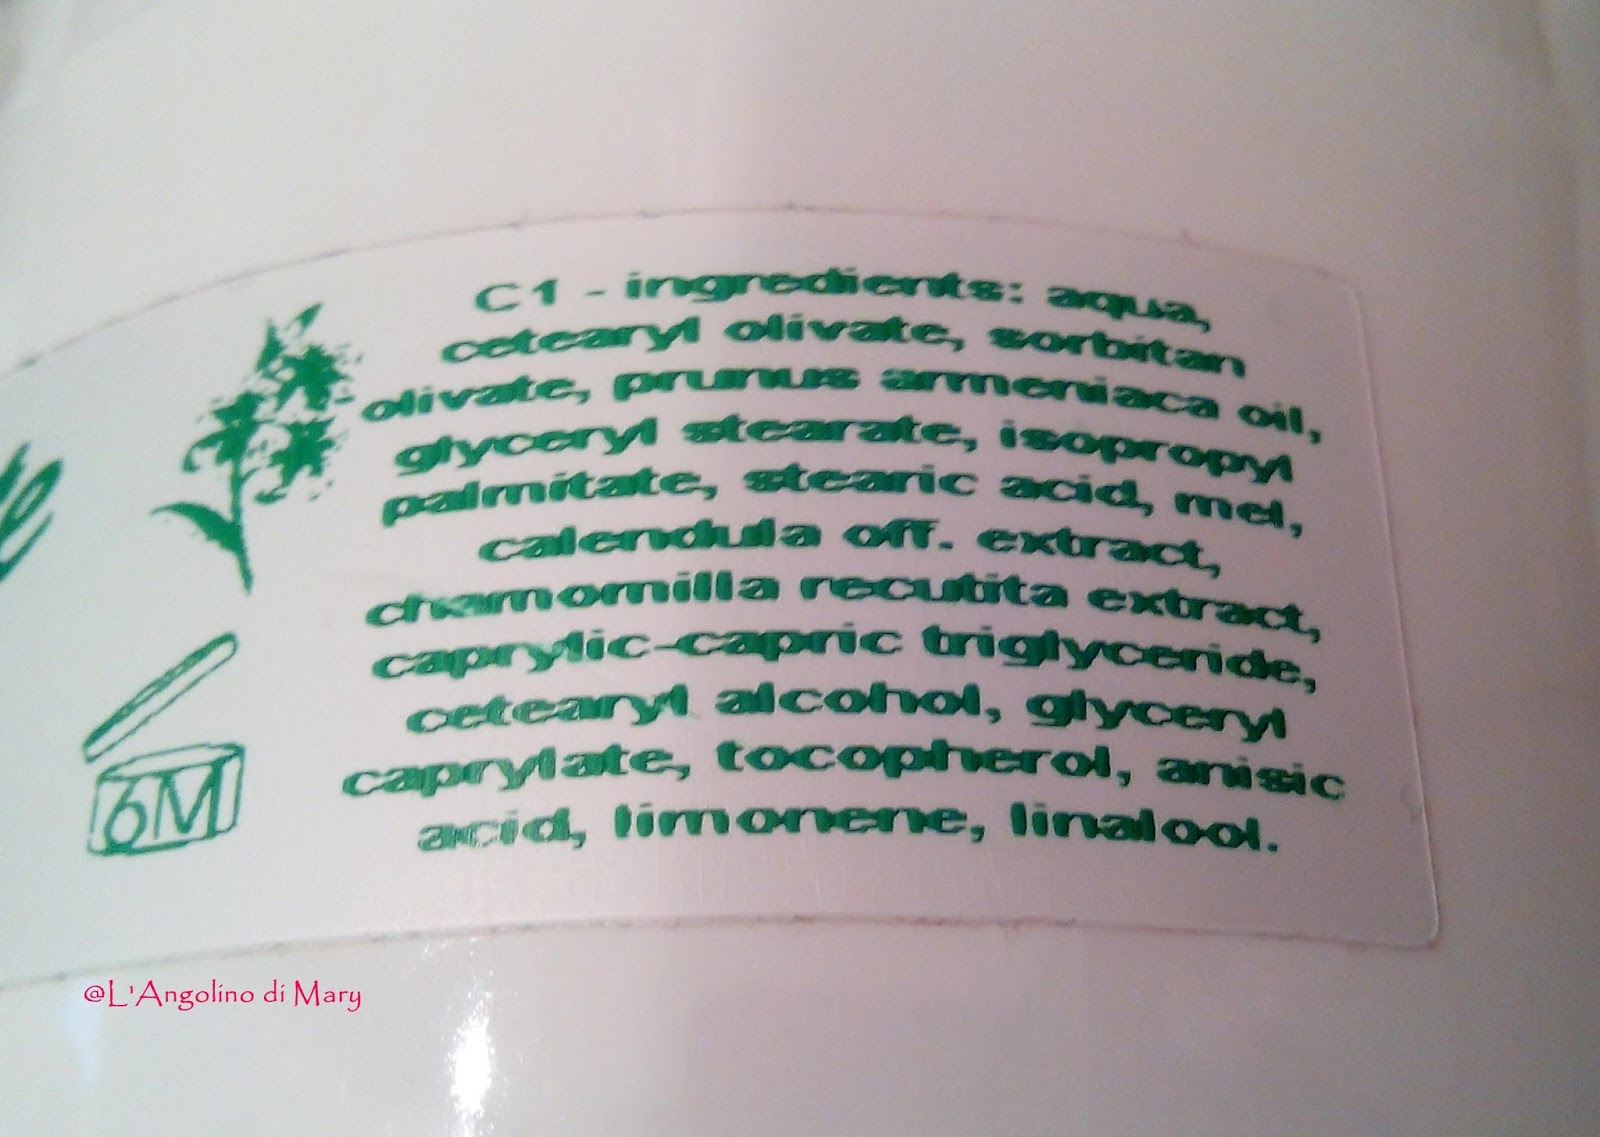 C1 - ingredients: aqua,
cetearyl olivate, sorbitan
olivate, prunus armeniaca oil,
glyceryl stearate, isopropyl
palmitate, stearic acid, mel,
calendula off. extract,
chamomilla recutita extract,
caprylic-capric triglyceride,
cetearyl alcohol, glyceryl
caprylate, tocopherol, anisic
acid, limonene, linalool.
6M
@L'Angolino di Mary